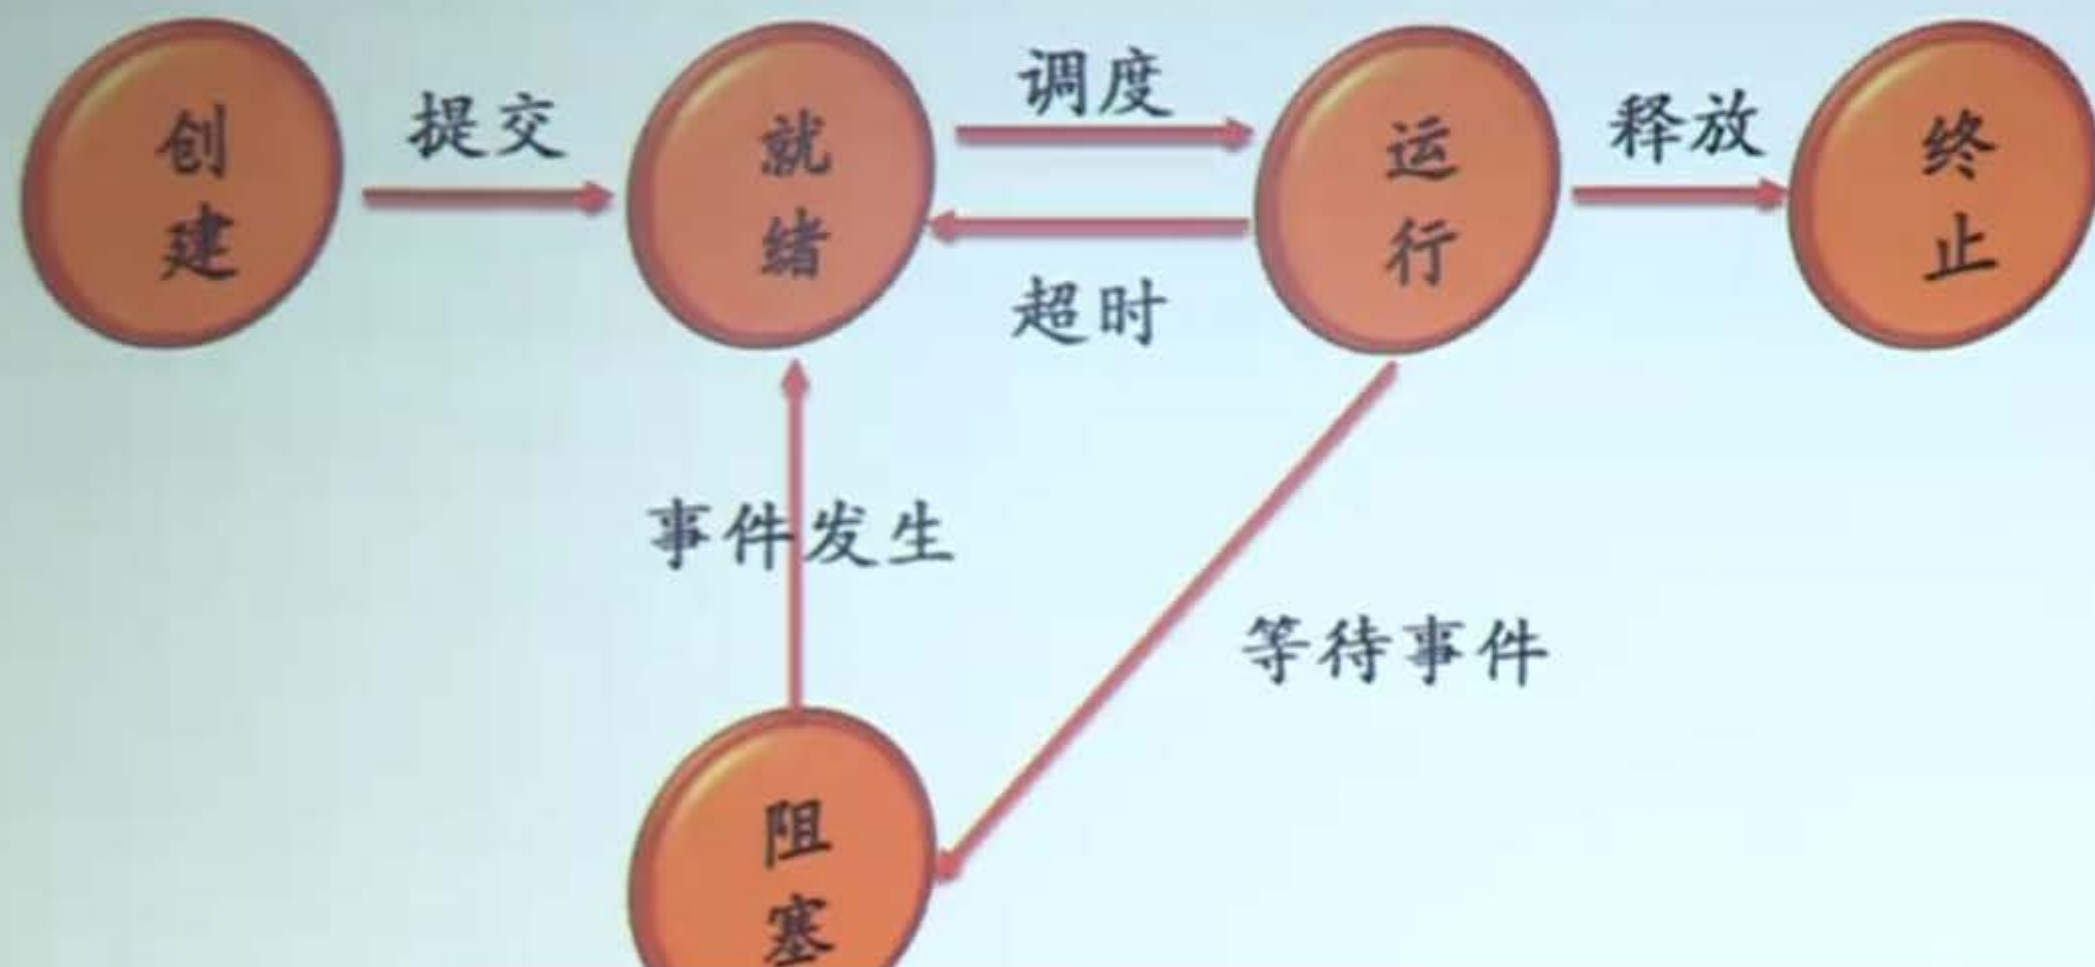 创建
提交
就绪
调度
超时
运行
释放
终止
事件发生
等待事件
阻塞